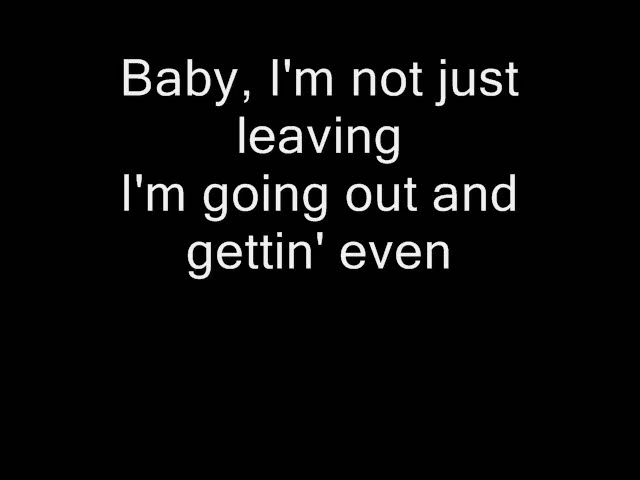 Baby, I'm not just
leaving
I'm going out and
gettin' even